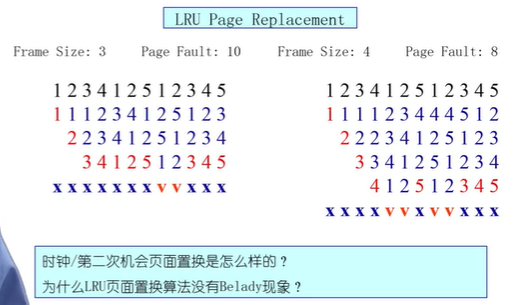 LRU Page Replacement
Frame Size: 3 Page Fault: 10 Frame Size: 4 Page Fault: 8
1 2 3 4 1 2 5 1 2 3 4 5 1 2 3 4 1 2 5 1 2 3 4 5
1 1 1 2 3 4 1 2 5 1 2 3 1 1 1 1 2 3 4 4 4 5 1 2
2 2 3 4 1 2 5 1 2 3 4 2 2 2 3 4 1 2 5 1 2 3
3 4 1 2 5 1 2 3 4 5 3 3 4 1 2 5 1 2 3 4
x x x x x x x v v x x x 4 1 2 5 1 2 3 4 5
x x x x v v x v v x x x
时钟/第二次机会页面置换是怎么样的?
为什么LRU页面置换算法没有Belady现象?